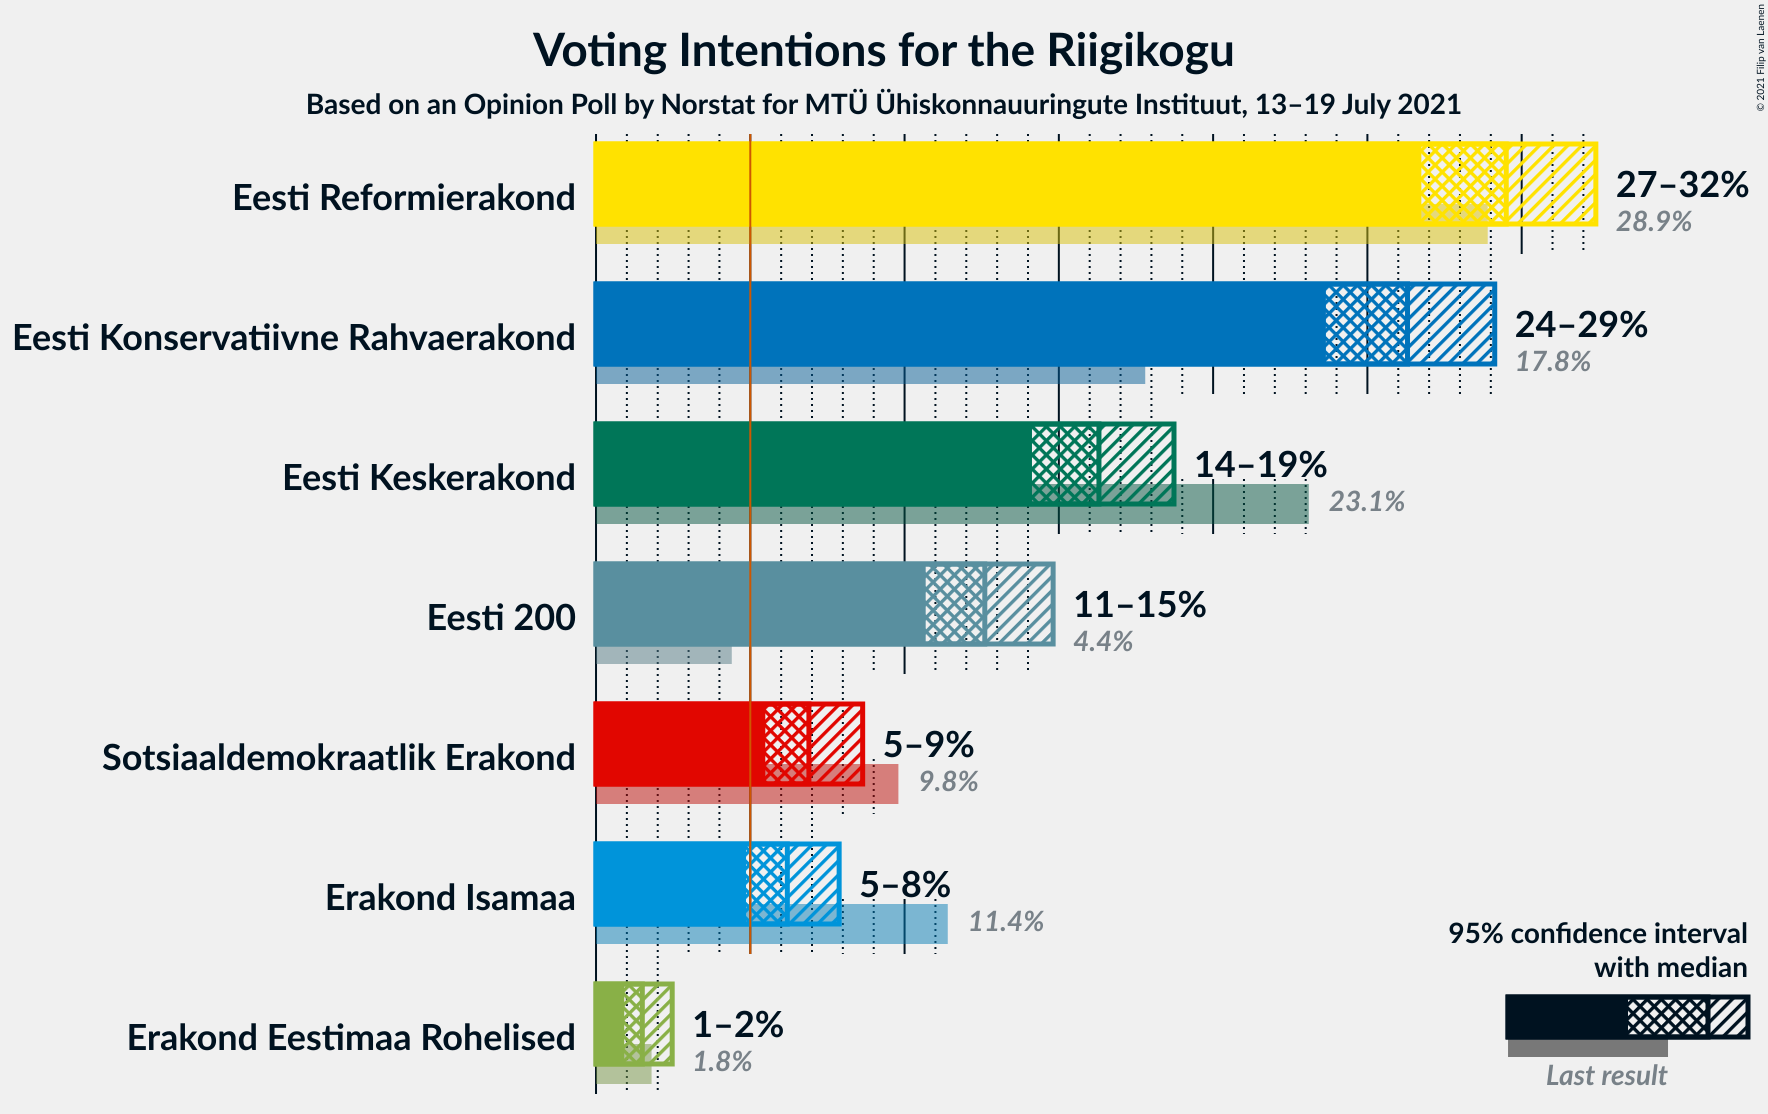 Voting Intentions for the Riigikogu
Based on an Opinion Poll by Norstat for MTÜ Ühiskonnauuringute Instituut, 13–19 July 2021
© 2021 Filip van Laenen
Eesti Reformierakond
27–32%
28.9%
Eesti Konservatiivne Rahvaerakond
24–29%
17.8%
Eesti Keskerakond
14–19%
23.1%
Eesti 200
11–15%
4.4%
Sotsiaaldemokraatlik Erakond
5–9%
9.8%
Erakond Isamaa
5–8%
11.4%
Erakond Eestimaa Rohelised
1–2%
1.8%
95% confidence interval
with median
Last result